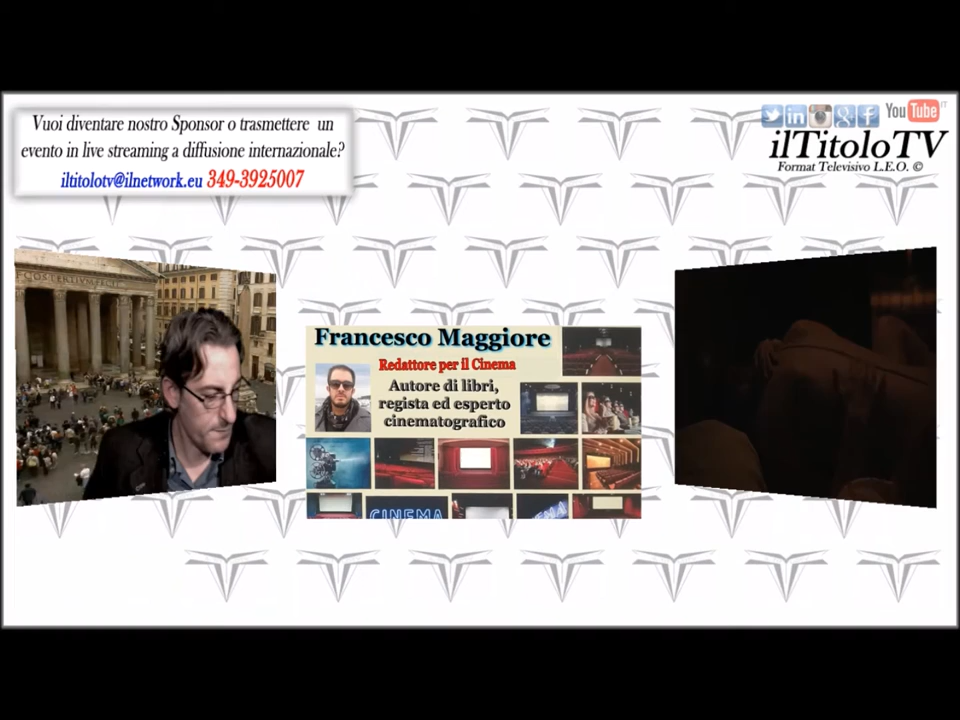 Vuoi diventare nostro Sponsor o trasmettere un
evento in live streaming a diffusione internazionale?
iltitolotv@ilnetwork.eu 349-3925007
You Tube IT
ilTitoloTV
Format Televisivo L.E.O. ©
Francesco Maggiore
Redattore per il Cinema
Autore di libri,
regista ed esperto
cinematografico
CINEMA